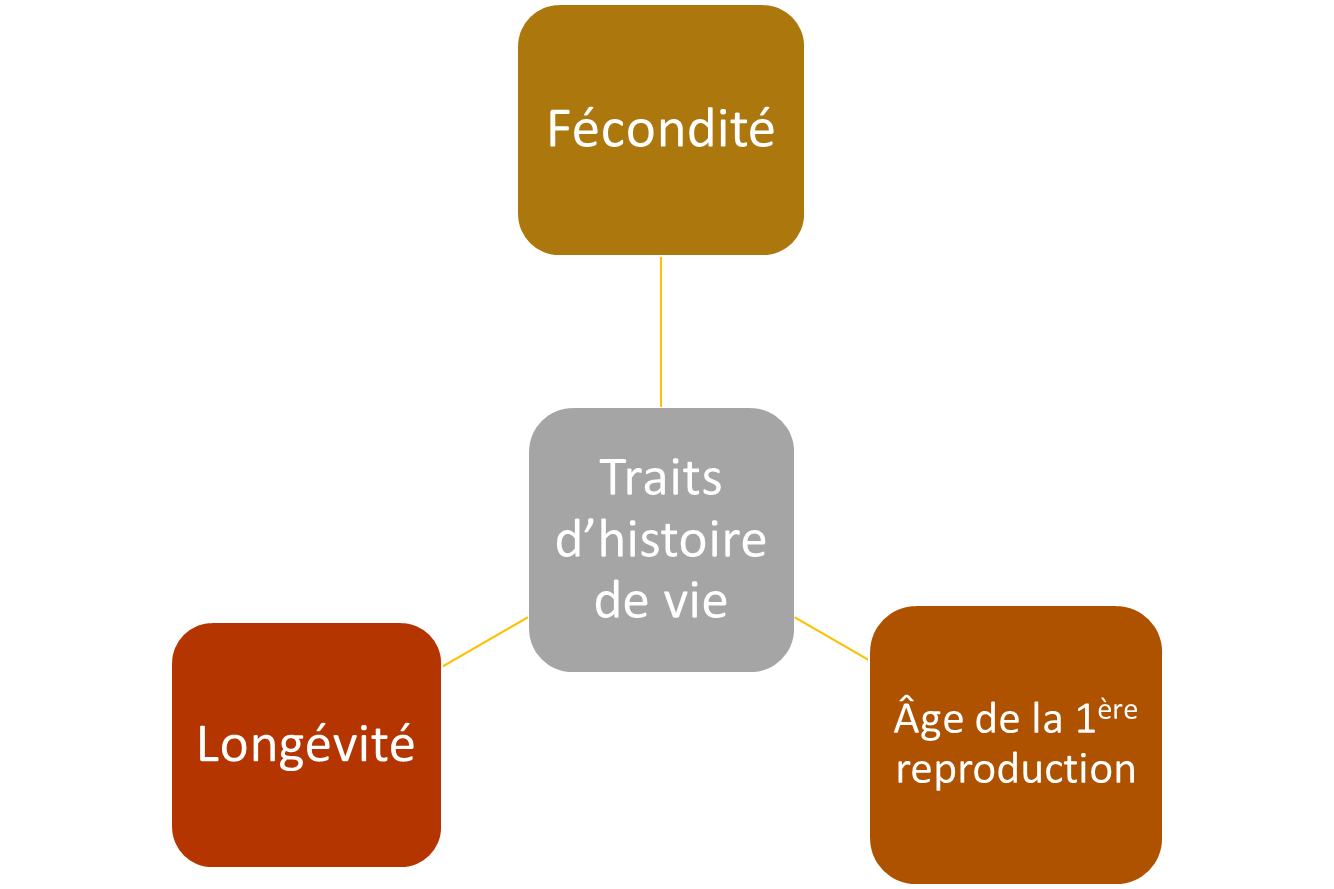 Fécondité
Traits
d’histoire
de vie
Longévité
Âge de la 1ère
reproduction